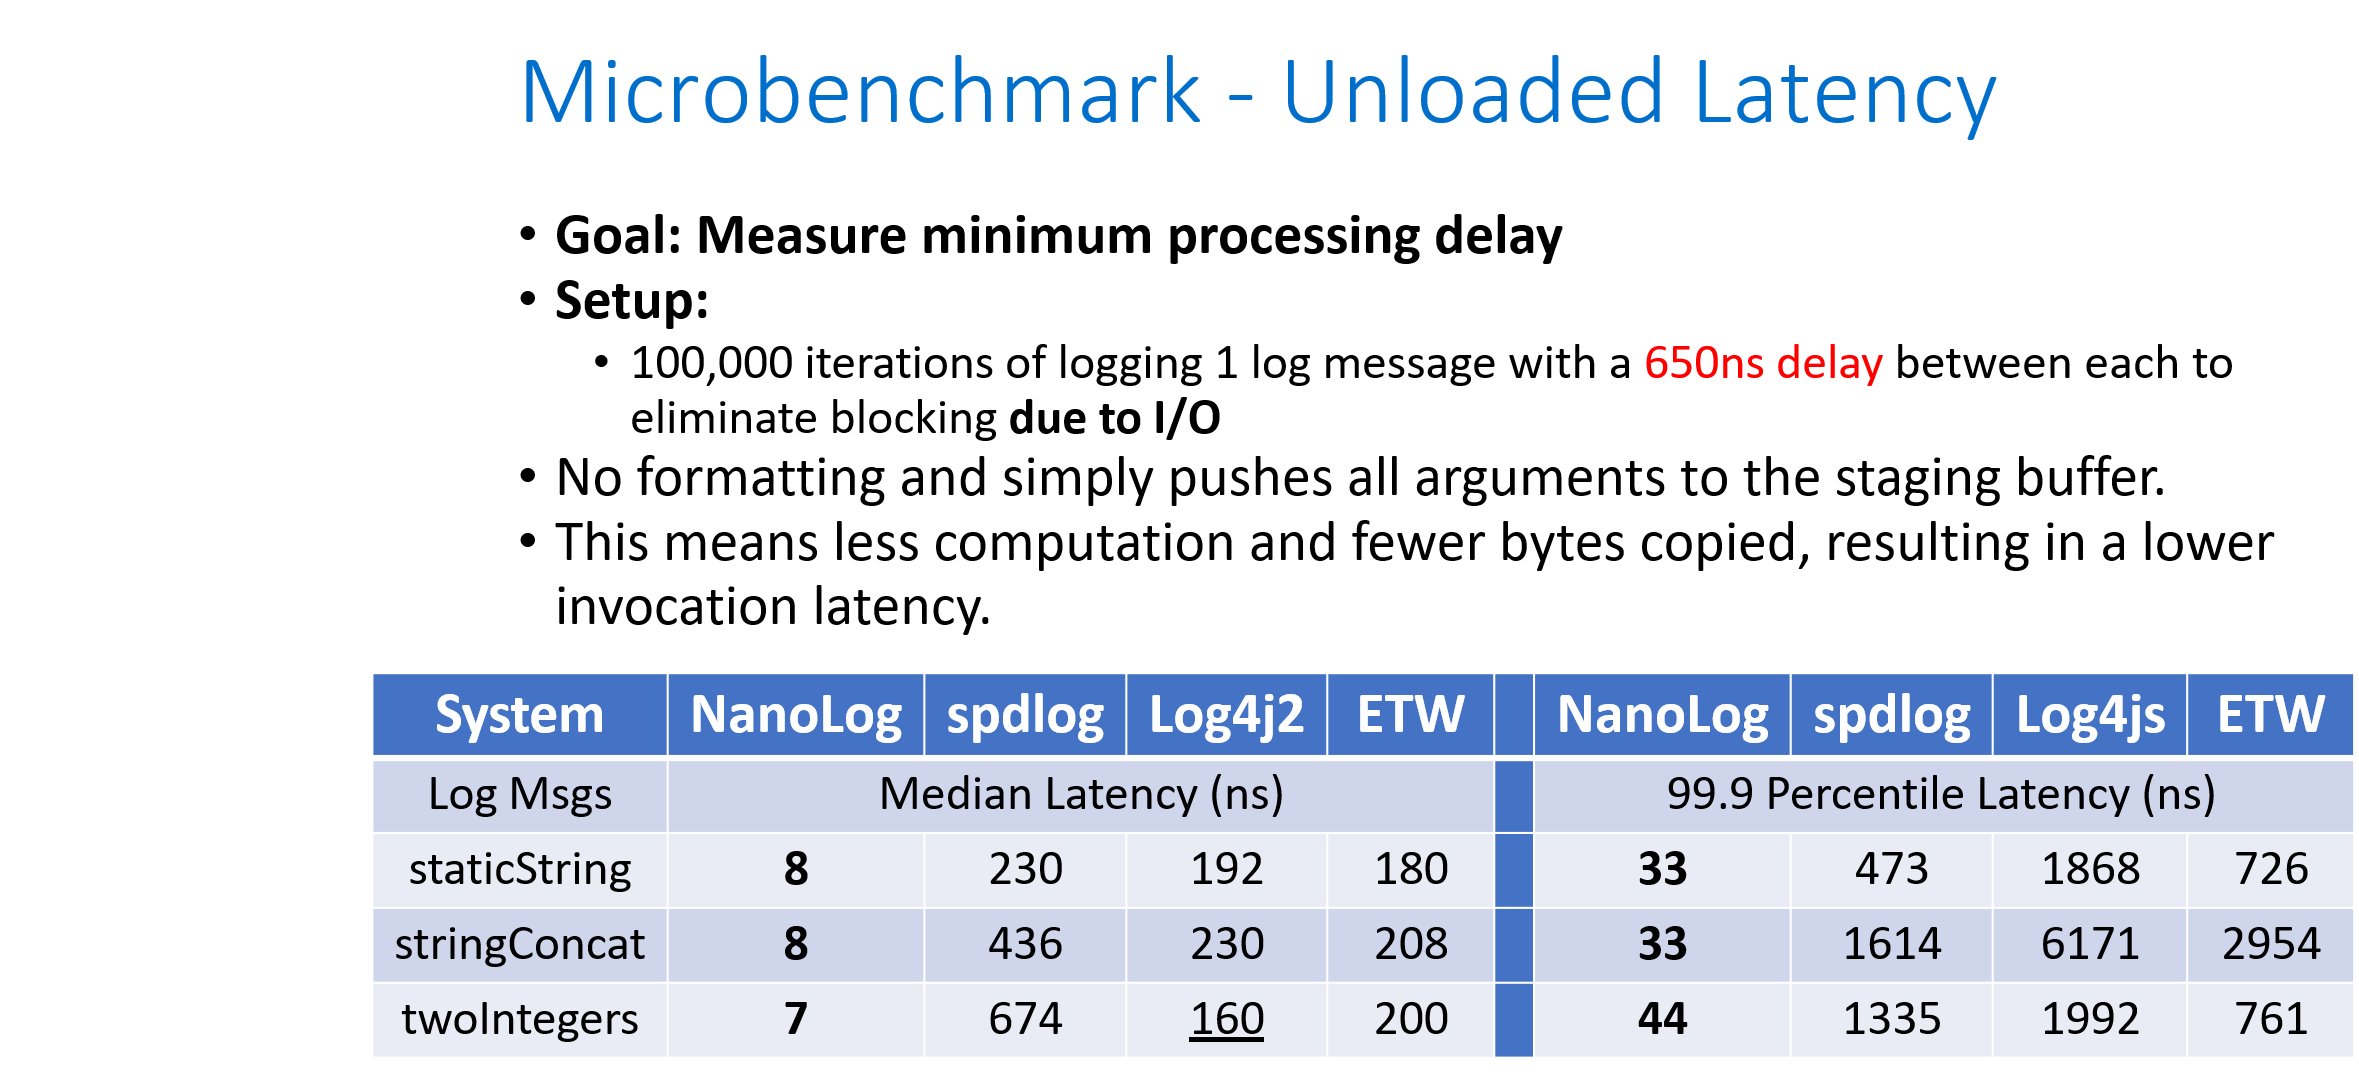 Microbenchmark - Unloaded Latency
• Goal: Measure minimum processing delay
• Setup:
• 100,000 iterations of logging 1 log message with a 650ns delay between each to
eliminate blocking due to I/O
• No formatting and simply pushes all arguments to the staging buffer.
• This means less computation and fewer bytes copied, resulting in a lower
invocation latency.
System NanoLog spdlog Log4j2 ETW NanoLog spdlog Log4js ETW
Log Msgs Median Latency (ns) 99.9 Percentile Latency (ns)
staticString 8 230 192 180 33 473 1868 726
stringConcat 8 436 230 208 33 1614 6171 2954
twoIntegers 7 674 160 200 44 1335 1992 761